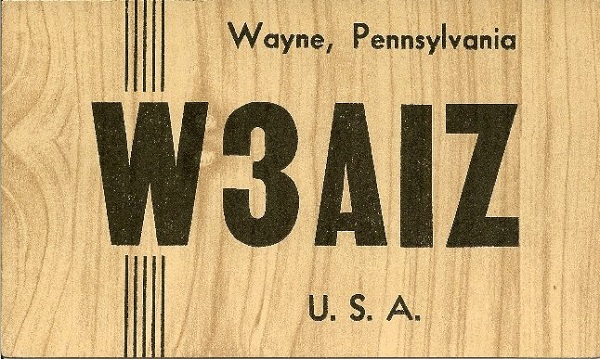 Wayne, Pennsylvania
W3AIZ
U. S. A.